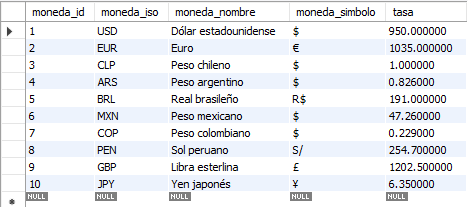 moneda_id moneda_iso moneda_nombre moneda_simbolo tasa
1 USD Dólar estadounidense $ 950.000000
2 EUR Euro € 1035.000000
3 CLP Peso chileno $ 1.000000
4 ARS Peso argentino $ 0.826000
5 BRL Real brasileño R$ 191.000000
6 MXN Peso mexicano $ 47.260000
7 COP Peso colombiano $ 0.229000
8 PEN Sol peruano S/ 254.700000
9 GBP Libra esterlina £ 1202.500000
10 JPY Yen japonés ¥ 6.350000
NULL NULL NULL NULL NULL